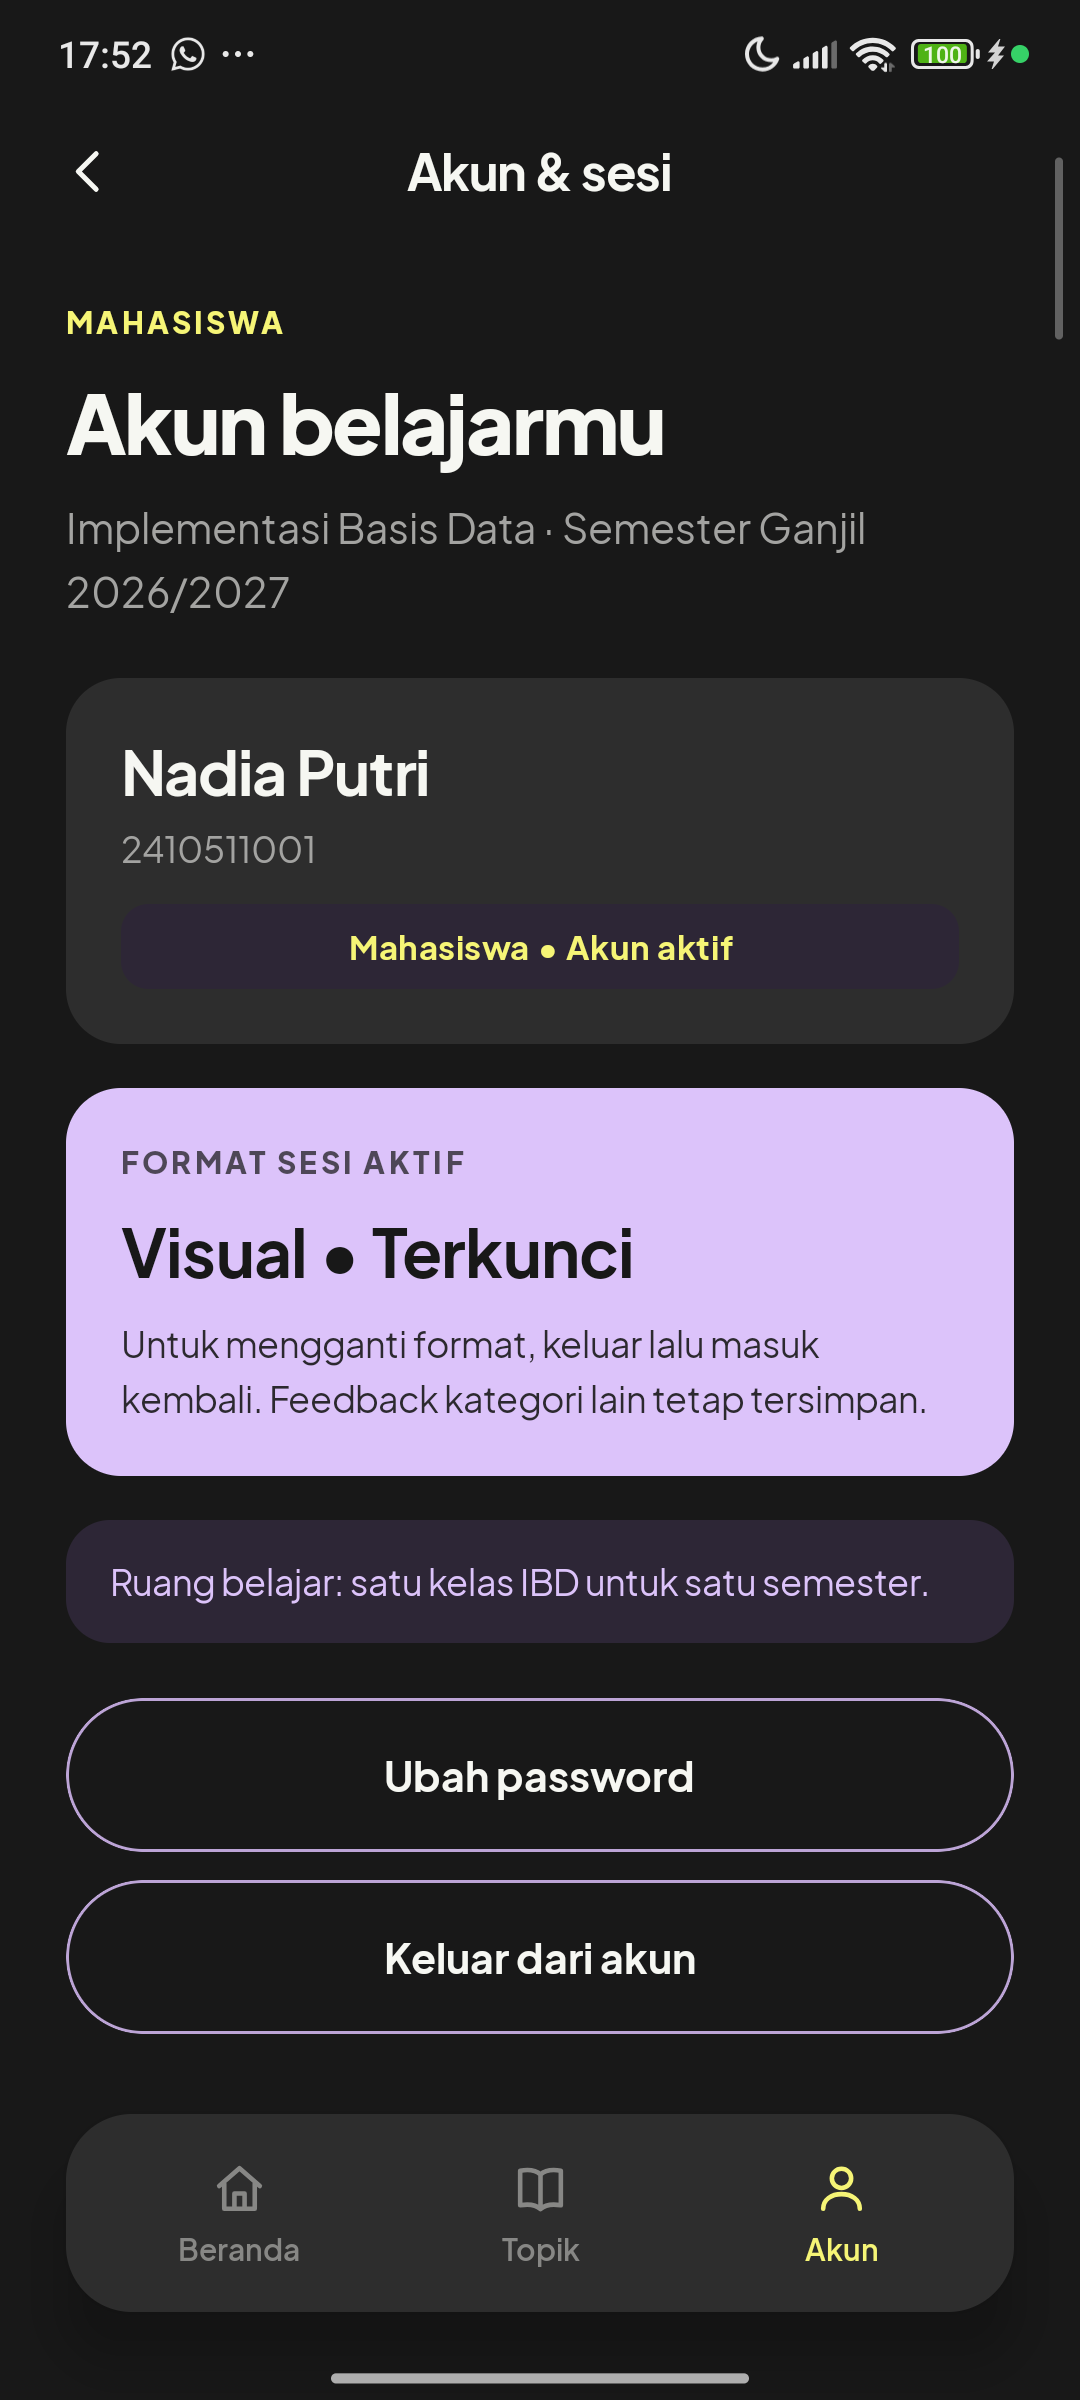 17:52
100
Akun & sesi
MAHASISWA
Akun belajarmu
Implementasi Basis Data · Semester Ganjil
2026/2027
Nadia Putri
2410511001
Mahasiswa ● Akun aktif
FORMAT SESI AKTIF
Visual ● Terkunci
Untuk mengganti format, keluar lalu masuk
kembali. Feedback kategori lain tetap tersimpan.
Ruang belajar: satu kelas IBD untuk satu semester.
Ubah password
Keluar dari akun
Beranda
Topik
Akun